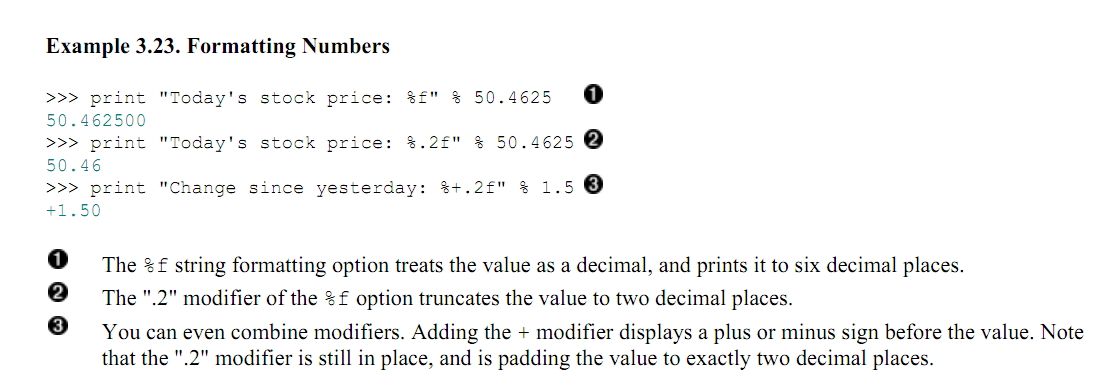 Example 3.23. Formatting Numbers
>>> print "Today's stock price: %f" % 50.4625 ❶
50.462500
>>> print "Today's stock price: %.2f" % 50.4625 ❷
50.46
>>> print "Change since yesterday: %+.2f" % 1.5 ❸
+1.50
❶ The %f string formatting option treats the value as a decimal, and prints it to six decimal places.
❷ The ".2" modifier of the %f option truncates the value to two decimal places.
❸ You can even combine modifiers. Adding the + modifier displays a plus or minus sign before the value. Note
that the ".2" modifier is still in place, and is padding the value to exactly two decimal places.